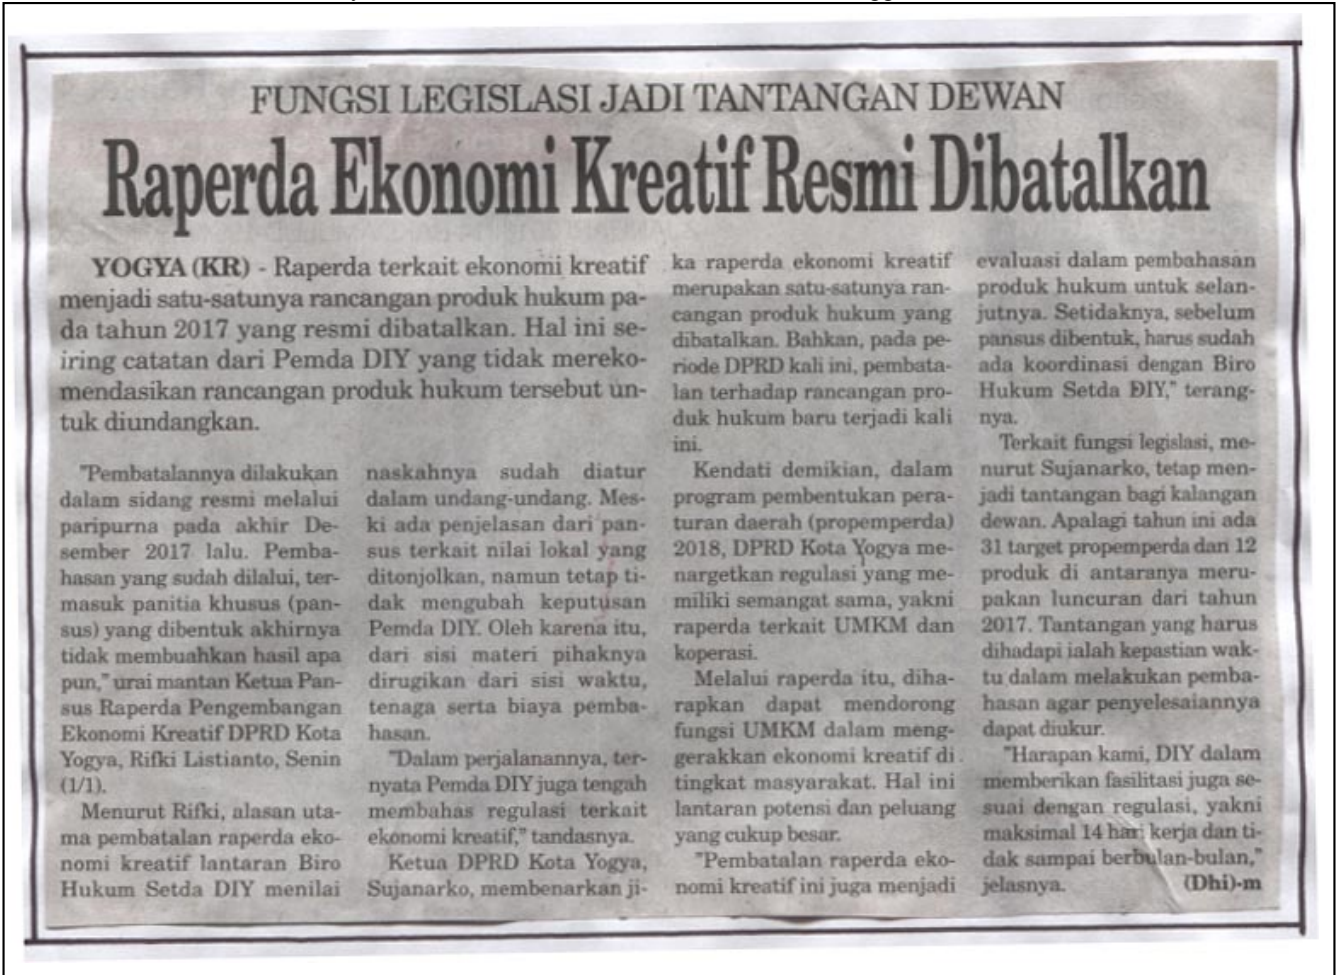 FUNGSI LEGISLASI JADI TANTANGAN DEWAN
Raperda Ekonomi Kreatif Resmi Dibatalkan
YOGYA (KR) - Raperda terkait ekonomi kreatif
menjadi satu-satunya rancangan produk hukum pa-
da tahun 2017 yang resmi dibatalkan. Hal ini se-
iring catatan dari Pemda DIY yang tidak mereko-
mendasikan rancangan produk hukum tersebut un-
tuk diundangkan.
"Pembatalannya dilakukan
dalam sidang resmi melalui
paripurna pada akhir De-
sember 2017 lalu. Pemba-
hasan yang sudah dilalui, ter-
masuk panitia khusus (pan-
sus) yang dibentuk akhirnya
tidak membuahkan hasil apa
pun," urai mantan Ketua Pan-
sus Raperda Pengembangan
Ekonomi Kreatif DPRD Kota
Yogya, Rifki Listianto, Senin
(1/1).
Menurut Rifki, alasan uta-
ma pembatalan raperda eko-
nomi kreatif lantaran Biro
Hukum Setda DIY menilai
naskahnya sudah diatur
dalam undang-undang. Mes-
ki ada penjelasan dari pan-
sus terkait nilai lokal yang
ditonjolkan, namun tetap ti-
dak mengubah keputusan
Pemda DIY. Oleh karena itu,
dari sisi materi pihaknya
dirugikan dari sisi waktu,
tenaga serta biaya pemba-
hasan.
"Dalam perjalanannya, ter-
nyata Pemda DIY juga tengah
membahas regulasi terkait
ekonomi kreatif," tandasnya.
Ketua DPRD Kota Yogya,
Sujanarko, membenarkan ji-
ka raperda ekonomi kreatif
merupakan satu-satunya ran-
cangan produk hukum yang
dibatalkan. Bahkan, pada pe-
riode DPRD kali ini, pembata-
lan terhadap rancangan pro-
duk hukum baru terjadi kali
ini.
Kendati demikian, dalam
program pembentukan pera-
turan daerah (propemperda)
2018, DPRD Kota Yogya me-
nargetkan regulasi yang me-
miliki semangat sama, yakni
raperda terkait UMKM dan
koperasi.
Melalui raperda itu, diha-
rapkan dapat mendorong
fungsi UMKM dalam meng-
gerakkan ekonomi kreatif di
tingkat masyarakat. Hal ini
lantaran potensi dan peluang
yang cukup besar.
"Pembatalan raperda eko-
nomi kreatif ini juga menjadi
evaluasi dalam pembahasan
produk hukum untuk selan-
jutnya. Setidaknya, sebelum
pansus dibentuk, harus sudah
ada koordinasi dengan Biro
Hukum Setda DIY," terang-
nya.
Terkait fungsi legislasi, me-
nurut Sujanarko, tetap men-
jadi tantangan bagi kalangan
dewan. Apalagi tahun ini ada
31 target propemperda dan 12
produk di antaranya meru-
pakan luncuran dari tahun
2017. Tantangan yang harus
dihadapi ialah kepastian wak-
tu dalam melakukan pemba-
hasan agar penyelesaiannya
dapat diukur.
"Harapan kami, DIY dalam
memberikan fasilitasi juga se-
suai dengan regulasi, yakni
maksimal 14 hari kerja dan ti-
dak sampai berbulan-bulan,"
jelasnya. (Dhi)-m